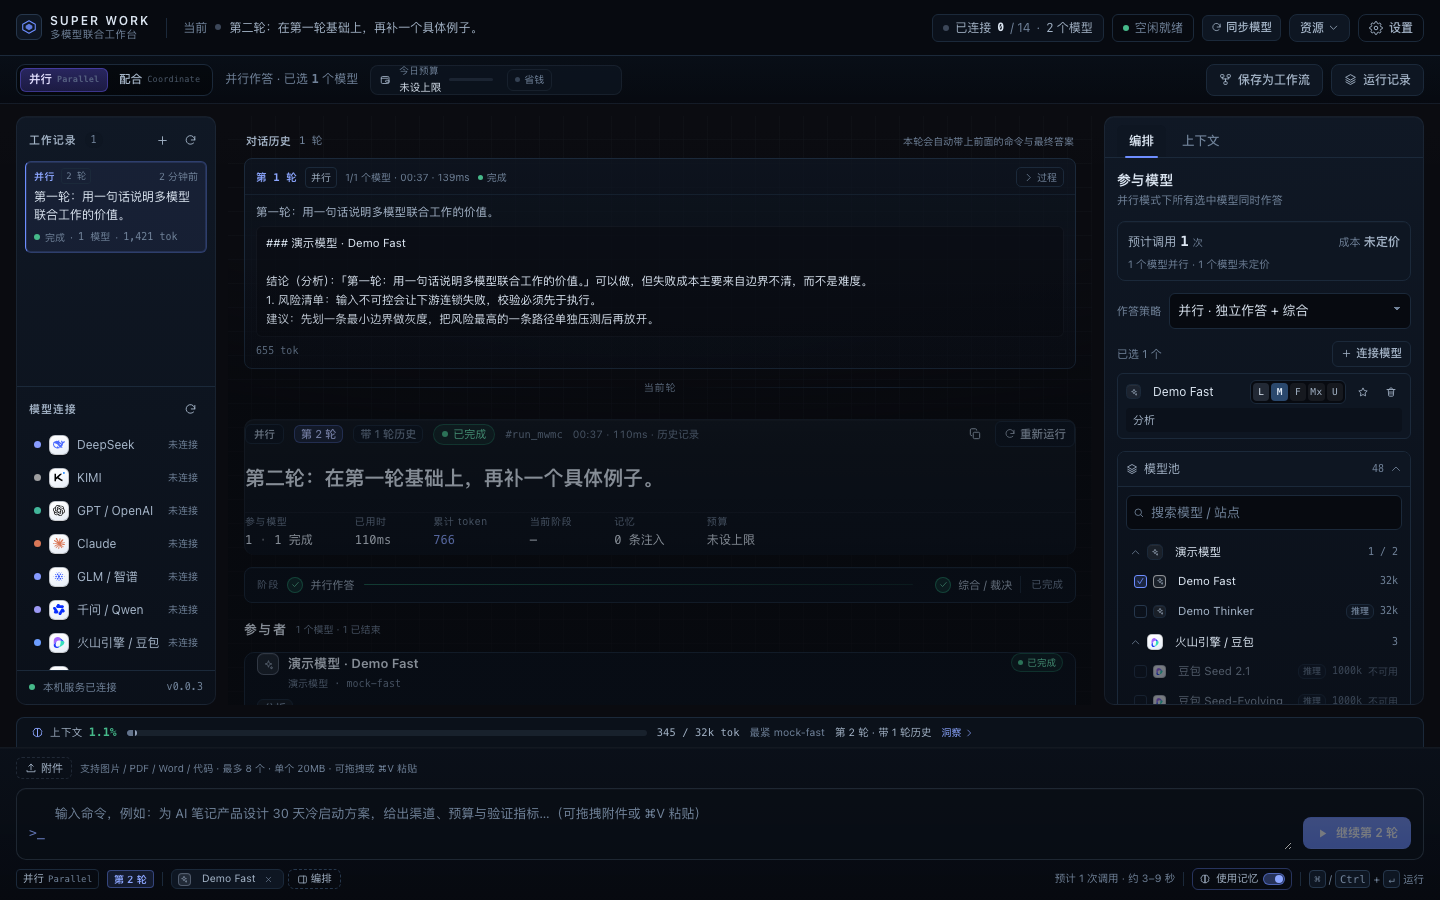 SUPER WORK
多模型联合工作台
当前
第二轮：在第一轮基础上，再补一个具体例子。
已连接 0 / 14 · 2 个模型
空闲就绪
同步模型
资源
设置
并行 Parallel
配合 Coordinate
并行作答 · 已选 1 个模型
今日预算
未设上限
省钱
保存为工作流
运行记录
工作记录 1
并行 2 轮 2 分钟前
第一轮：用一句话说明多模型
联合工作的价值。
完成 · 1 模型 · 1,421 tok
模型连接
DeepSeek 未连接
KIMI 未连接
GPT / OpenAI 未连接
Claude 未连接
GLM / 智谱 未连接
千问 / Qwen 未连接
火山引擎 / 豆包 未连接
本机服务已连接 v0.0.3
对话历史 1 轮
本轮会自动带上前面的命令与最终答案
第 1 轮 并行 1/1 个模型 · 00:37 · 139ms 完成
过程
第一轮：用一句话说明多模型联合工作的价值。
### 演示模型 · Demo Fast
结论（分析）：「第一轮：用一句话说明多模型联合工作的价值。」可以做，但失败成本主要来自边界不清，而不是难度。
1. 风险清单：输入不可控会让下游连锁失败，校验必须先于执行。
建议：先划一条最小边界做灰度，把风险最高的一条路径单独压测后再放开。
655 tok
当前轮
并行 第 2 轮 带 1 轮历史 已完成 #run_mwmc 00:37 · 110ms · 历史记录
重新运行
第二轮：在第一轮基础上，再补一个具体例子。
参与模型 已用时 累计 token 当前阶段 记忆 预算
1 · 1 完成 110ms 766 — 0 条注入 未设上限
阶段 并行作答 综合 / 裁决 已完成
参与者 1 个模型 · 1 已结束
演示模型 · Demo Fast
已完成
演示模型 · mock-fast
编排 上下文
参与模型
并行模式下所有选中模型同时作答
预计调用 1 次 成本 未定价
1 个模型并行 · 1 个模型未定价
作答策略 并行 · 独立作答 + 综合
已选 1 个 连接模型
Demo Fast L M F Mx U
分析
模型池 48
搜索模型 / 站点
演示模型 1 / 2
Demo Fast 32k
Demo Thinker 推理 32k
火山引擎 / 豆包 3
豆包 Seed 2.1 推理 1000k 不可用
豆包 Seed-Evolving 推理 1000k 不可用
上下文 1.1% 345 / 32k tok 最紧 mock-fast 第 2 轮 · 带 1 轮历史 洞察
附件 支持图片 / PDF / Word / 代码 · 最多 8 个 · 单个 20MB · 可拖拽或 ⌘V 粘贴
输入命令，例如：为 AI 笔记产品设计 30 天冷启动方案，给出渠道、预算与验证指标…（可拖拽附件或 ⌘V 粘贴）
>_
继续第 2 轮
并行 Parallel 第 2 轮 Demo Fast × 编排
预计 1 次调用 · 约 3–9 秒 使用记忆 ⌘ / Ctrl + ↵ 运行